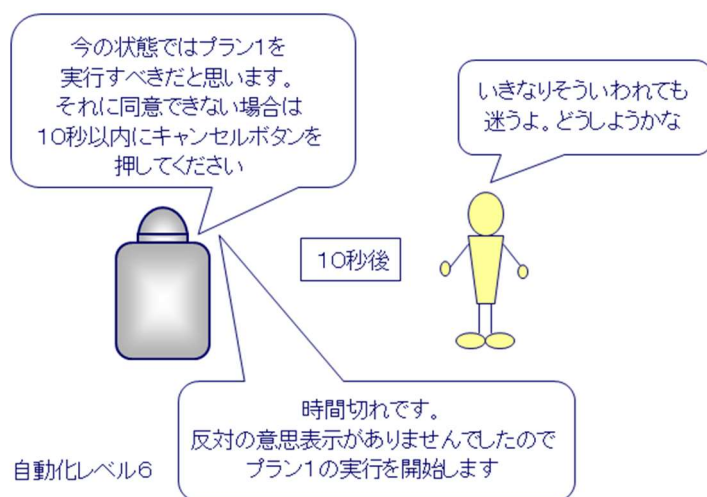 今の状態ではプラン1を
実行すべきだと思います。
それに同意できない場合は
10秒以内にキャンセルボタンを
押してください
いきなりそういわれても
迷うよ。どうしようかな
10秒後
時間切れです。
反対の意思表示がありませんでしたので
プラン1の実行を開始します
自動化レベル6